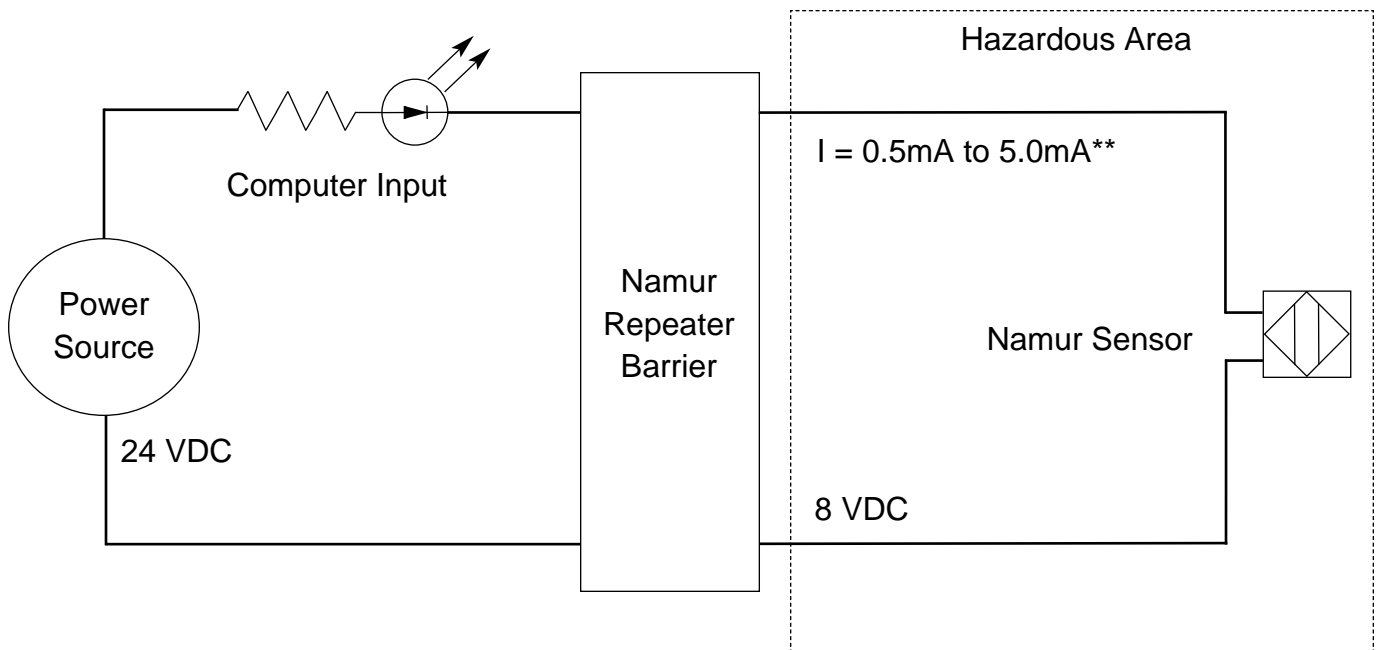 Hazardous Area
I = 0.5mA to 5.0mA**
Computer Input
Power
Source
Namur
Repeater
Barrier
Namur Sensor
24 VDC
8 VDC